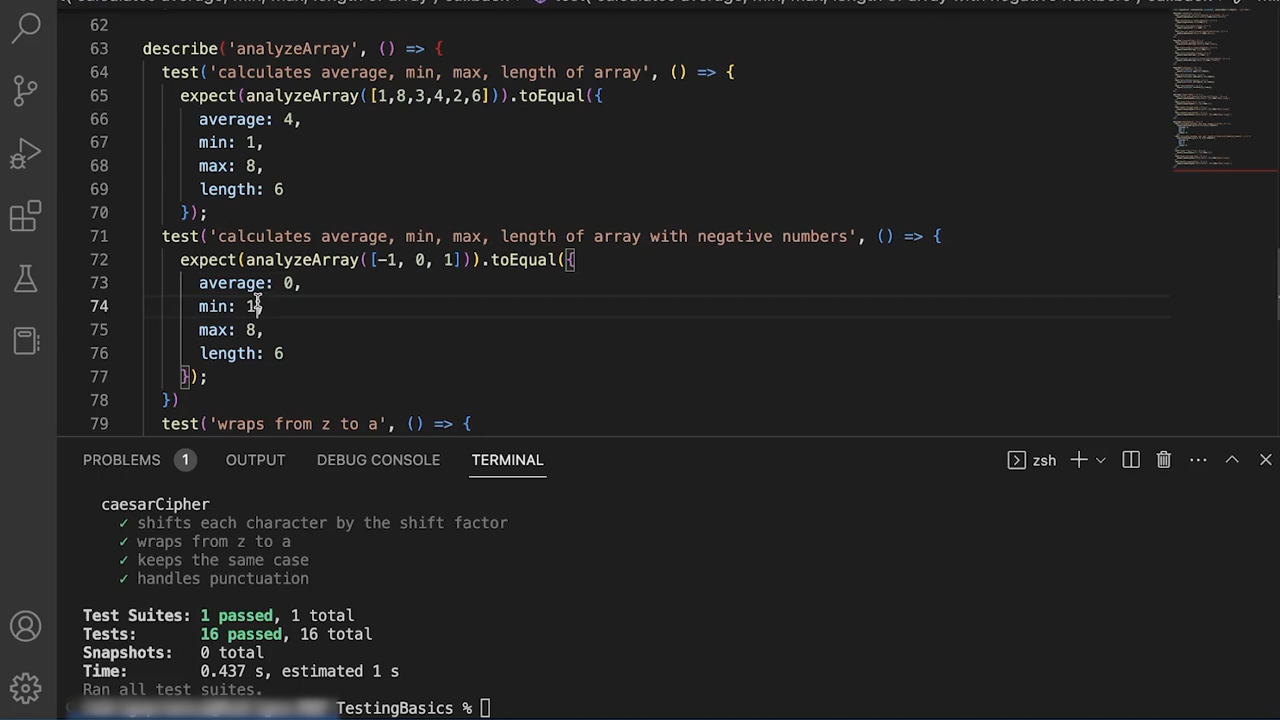 62
63 describe('analyzeArray', () => {
64 test('calculates average, min, max, length of array', () => {
65 expect(analyzeArray([1,8,3,4,2,6])).toEqual({
66 average: 4,
67 min: 1,
68 max: 8,
69 length: 6
70 });
71 test('calculates average, min, max, length of array with negative numbers', () => {
72 expect(analyzeArray([-1, 0, 1])).toEqual({
73 average: 0,
74 min: 1,
75 max: 8,
76 length: 6
77 });
78 })
79 test('wraps from z to a', () => {
PROBLEMS 1 OUTPUT DEBUG CONSOLE TERMINAL zsh
caesarCipher
✓ shifts each character by the shift factor
✓ wraps from z to a
✓ keeps the same case
✓ handles punctuation
Test Suites: 1 passed, 1 total
Tests: 16 passed, 16 total
Snapshots: 0 total
Time: 0.437 s, estimated 1 s
Ran all test suites.
TestingBasics %